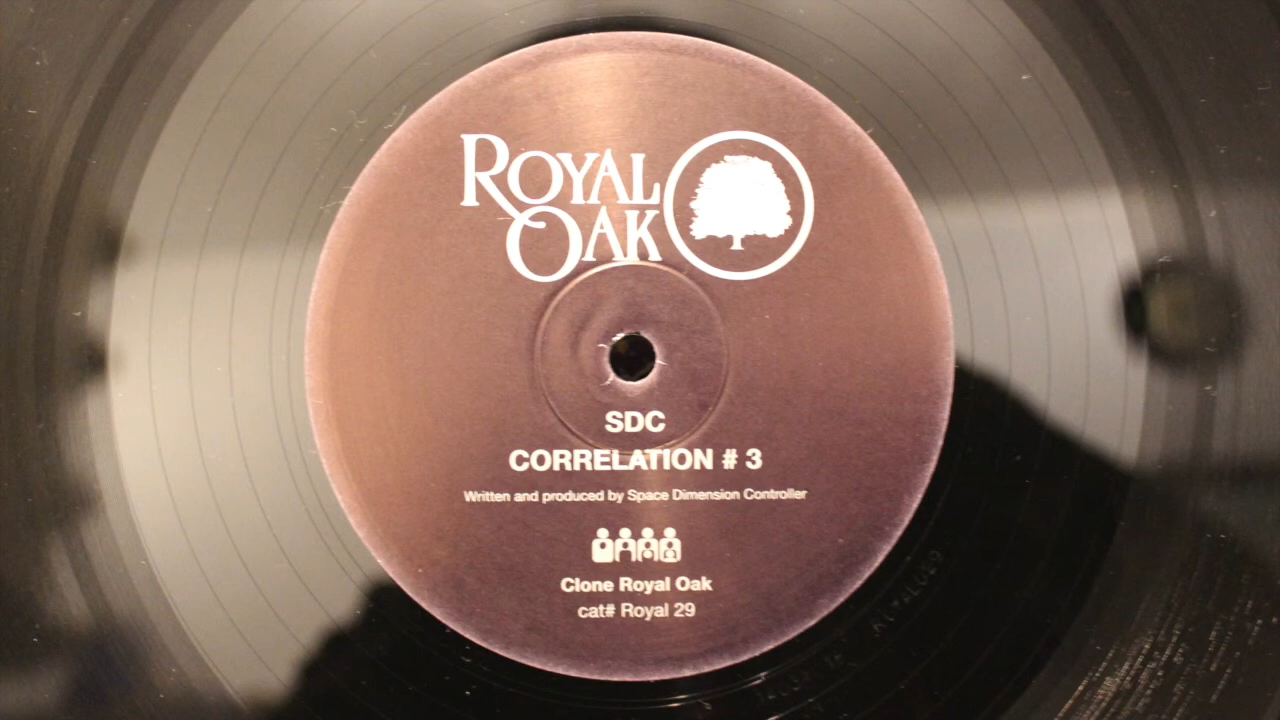 ROYAL
OAK
SDC
CORRELATION # 3
Written and produced by Space Dimension Controller
Clone Royal Oak
cat# Royal 29